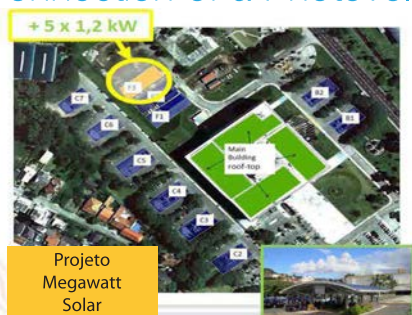 + 5 x 1,2 kW
F3
C7
F1
B2
B1
C6
C5
Main
Building
roof-top
C4
C3
C2
Projeto
Megawatt
Solar